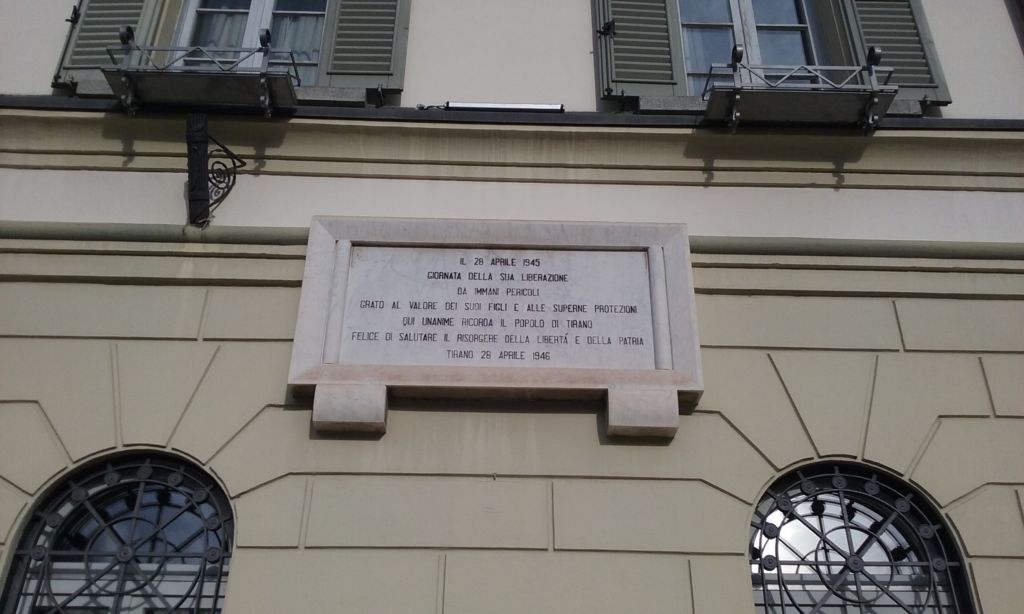 IL 28 APRILE 1945
GIORNATA DELLA SUA LIBERAZIONE
DA IMMANI PERICOLI
GRATO AL VALORE DEI SUOI FIGLI E ALLE SUPERNE PROTEZIONI
QUI UNANIME RICORDA IL POPOLO DI TIRANO
FELICE DI SALUTARE IL RISORGERE DELLA LIBERTÁ E DELLA PATRIA
TIRANO 28 APRILE 1946